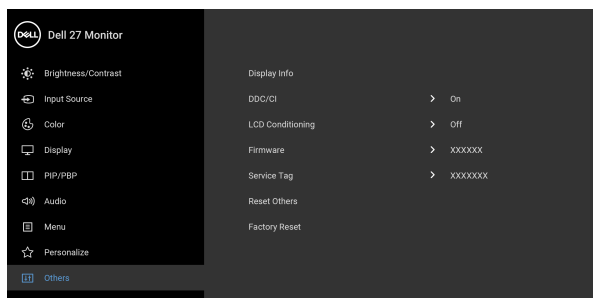 DELL Dell 27 Monitor
Brightness/Contrast Display Info
Input Source DDC/CI On
Color LCD Conditioning Off
Display Firmware XXXXXX
PIP/PBP Service Tag XXXXXXX
Audio Reset Others
Menu Factory Reset
Personalize
Others